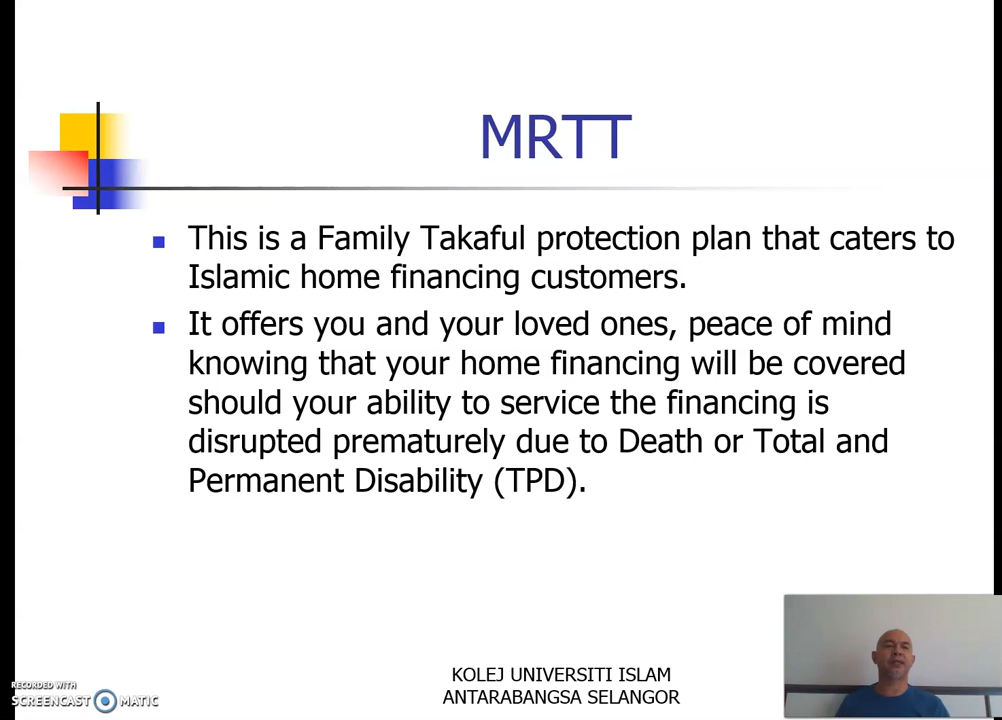 MRTT
This is a Family Takaful protection plan that caters to
Islamic home financing customers.
It offers you and your loved ones, peace of mind
knowing that your home financing will be covered
should your ability to service the financing is
disrupted prematurely due to Death or Total and
Permanent Disability (TPD).
KOLEJ UNIVERSITI ISLAM
ANTARABANGSA SELANGOR
RECORDED WITH
SCREENCAST MATIC